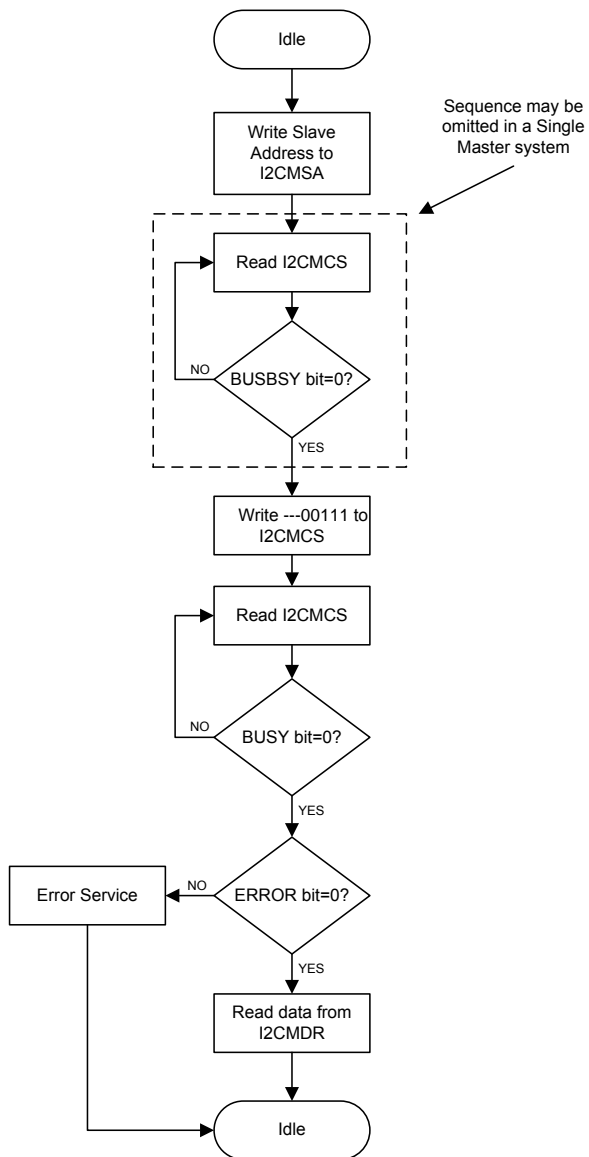 Idle
Write Slave
Address to
I2CMSA
Sequence may be
omitted in a Single
Master system
Read I2CMCS
BUSBSY bit=0?
NO
YES
Write ---00111 to
I2CMCS
Read I2CMCS
BUSY bit=0?
NO
YES
ERROR bit=0?
NO
Error Service
YES
Read data from
I2CMDR
Idle